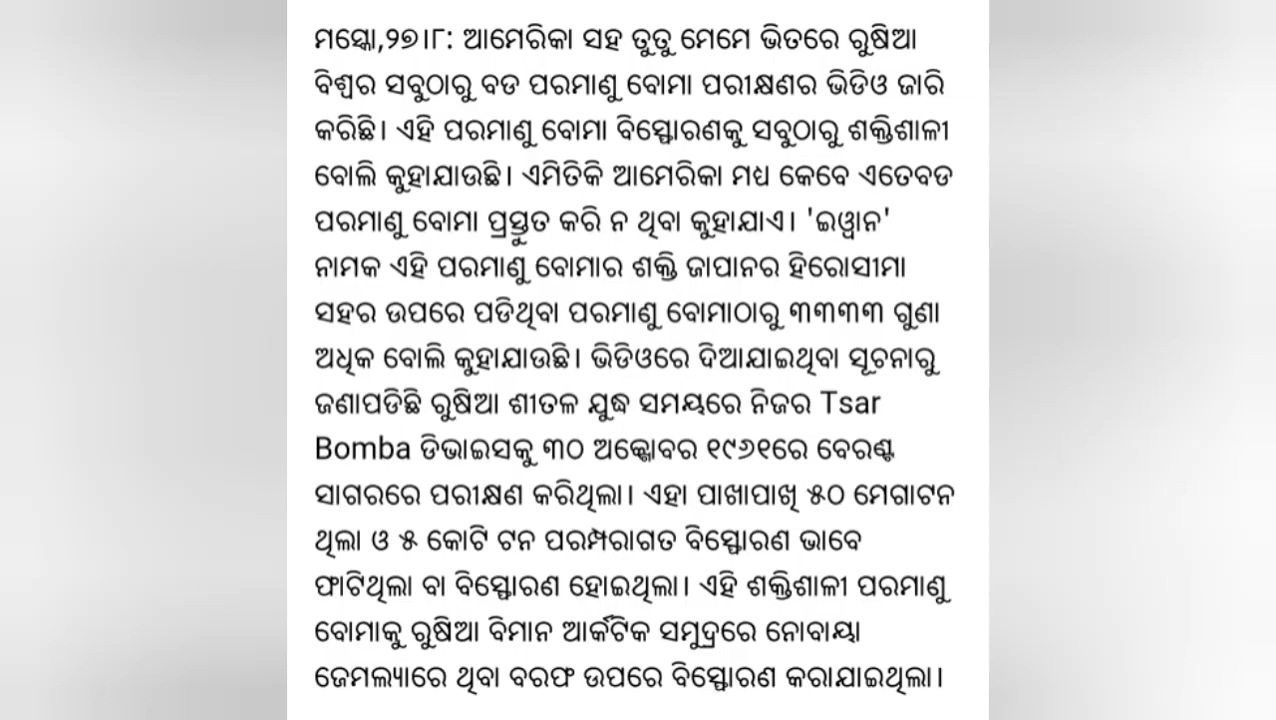 ମସ୍କୋ,୨୭।୮: ଆମେରିକା ସହ ତୁତୁ ମେମେ ଭିତରେ ରୁଷିଆ
ବିଶ୍ୱର ସବୁଠାରୁ ବଡ ପରମାଣୁ ବୋମା ପରୀକ୍ଷଣର ଭିଡିଓ ଜାରି
କରିଛି। ଏହି ପରମାଣୁ ବୋମା ବିସ୍ଫୋରଣକୁ ସବୁଠାରୁ ଶକ୍ତିଶାଳୀ
ବୋଲି କୁହାଯାଉଛି। ଏମିତିକି ଆମେରିକା ମଧ୍ୟ କେବେ ଏତେବଡ
ପରମାଣୁ ବୋମା ପ୍ରସ୍ତୁତ କରି ନ ଥିବା କୁହାଯାଏ। 'ଇୱାନ'
ନାମକ ଏହି ପରମାଣୁ ବୋମାର ଶକ୍ତି ଜାପାନର ହିରୋସୀମା
ସହର ଉପରେ ପଡିଥିବା ପରମାଣୁ ବୋମାଠାରୁ ୩୩୩୩ ଗୁଣା
ଅଧିକ ବୋଲି କୁହାଯାଉଛି। ଭିଡିଓରେ ଦିଆଯାଇଥିବା ସୂଚନାରୁ
ଜଣାପଡିଛି ରୁଷିଆ ଶୀତଳ ଯୁଦ୍ଧ ସମୟରେ ନିଜର Tsar
Bomba ଡିଭାଇସକୁ ୩୦ ଅକ୍ଟୋବର ୧୯୬୧ରେ ବେରଣ୍ଟ
ସାଗରରେ ପରୀକ୍ଷଣ କରିଥିଲା। ଏହା ପାଖାପାଖି ୫୦ ମେଗାଟନ
ଥିଲା ଓ ୫ କୋଟି ଟନ ପରମ୍ପରାଗତ ବିସ୍ଫୋରଣ ଭାବେ
ଫାଟିଥିଲା ବା ବିସ୍ଫୋରଣ ହୋଇଥିଲା। ଏହି ଶକ୍ତିଶାଳୀ ପରମାଣୁ
ବୋମାକୁ ରୁଷିଆ ବିମାନ ଆର୍କଟିକ ସମୁଦ୍ରରେ ନୋବାୟା
ଜେମଲ୍ୟାରେ ଥିବା ବରଫ ଉପରେ ବିସ୍ଫୋରଣ କରାଯାଇଥିଲା।